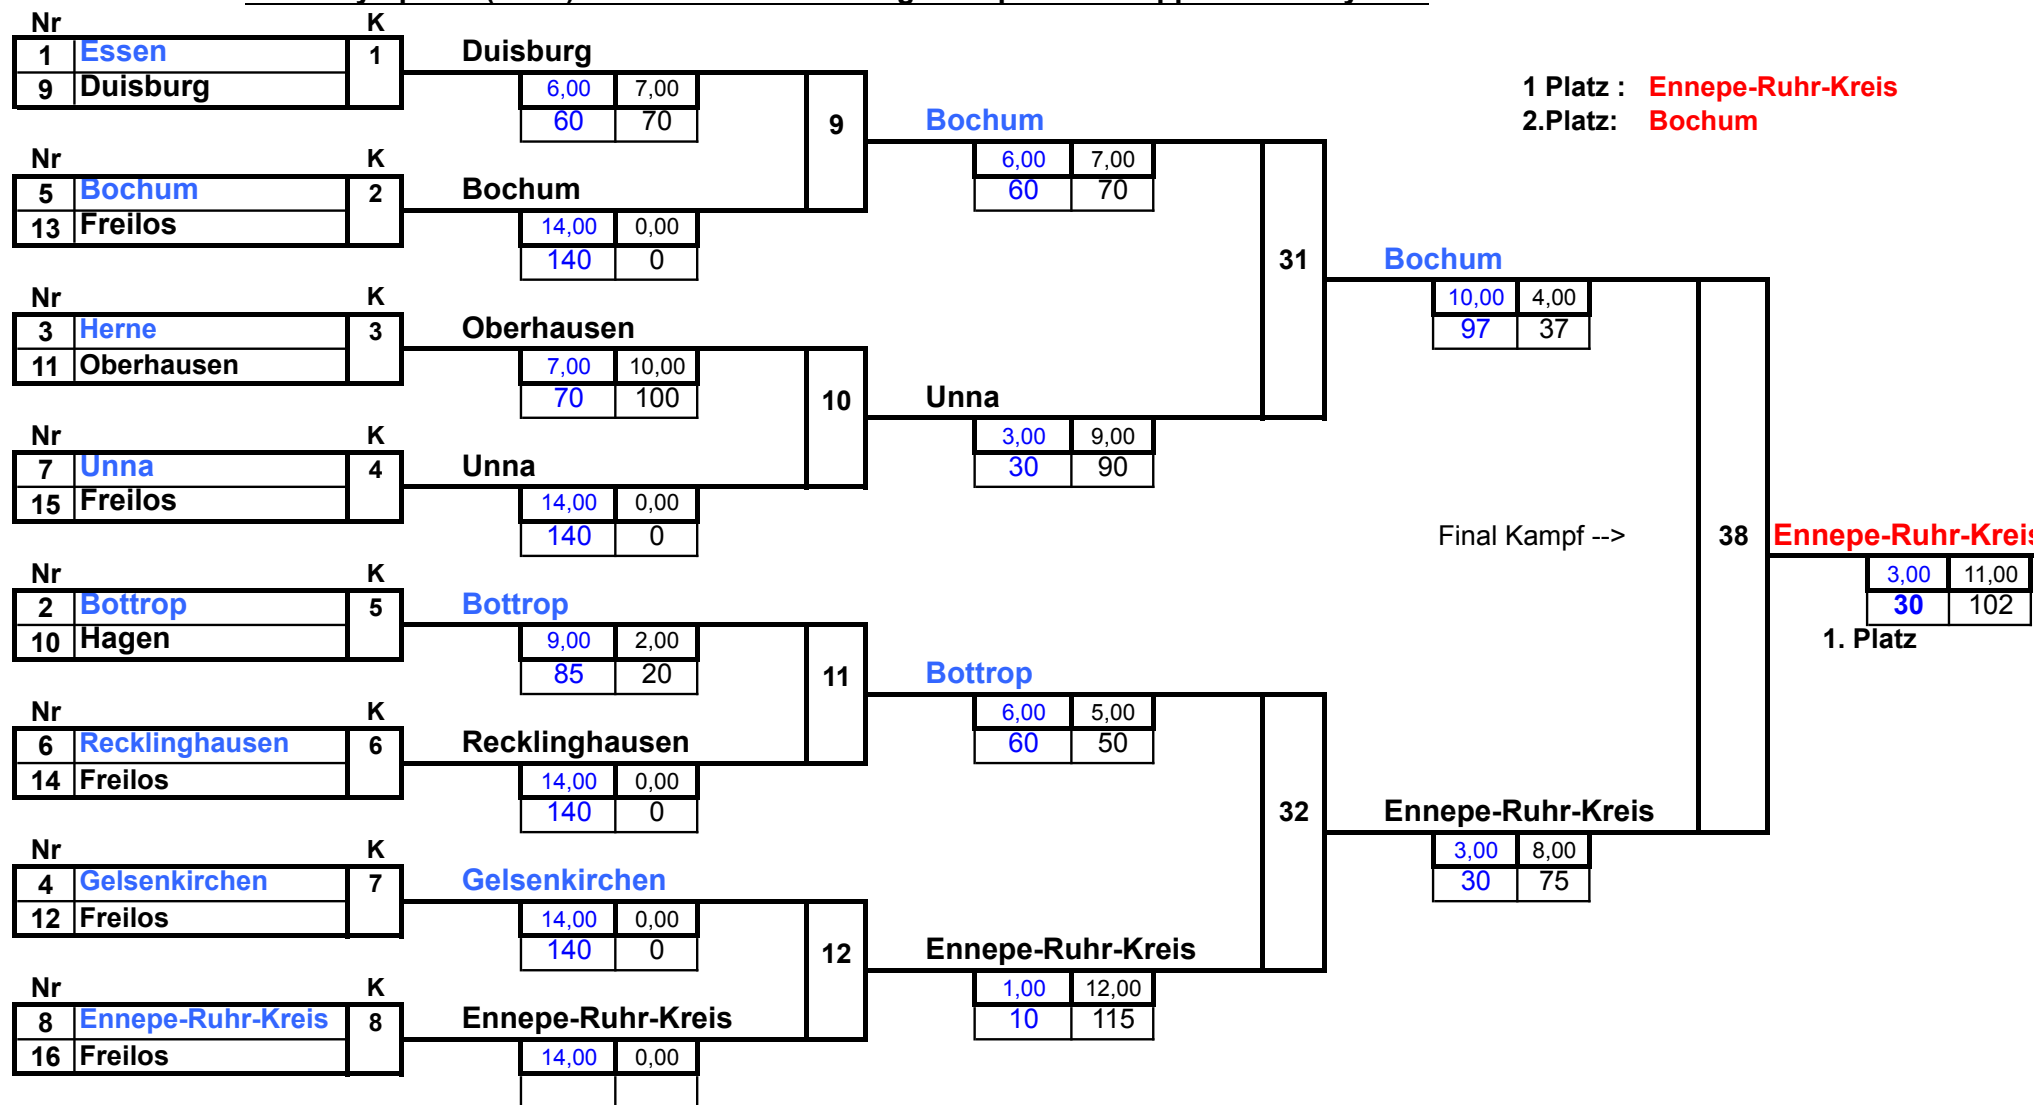 Nr K
1 Essen 1 Duisburg
9 Duisburg 6,00 7,00 1 Platz : Ennepe-Ruhr-Kreis
60 70 9 Bochum 2.Platz: Bochum
Nr K 6,00 7,00
5 Bochum 2 Bochum 60 70
13 Freilos 14,00 0,00
140 0 31 Bochum
Nr K 10,00 4,00
3 Herne 3 Oberhausen 97 37
11 Oberhausen 7,00 10,00
70 100 10 Unna
Nr K 3,00 9,00
7 Unna 4 Unna 30 90
15 Freilos 14,00 0,00
140 0 Final Kampf --> 38 Ennepe-Ruhr-Kreis
Nr K 3,00 11,00
2 Bottrop 5 Bottrop 30 102
10 Hagen 9,00 2,00 1. Platz
85 20 11 Bottrop
Nr K 6,00 5,00
6 Recklinghausen 6 Recklinghausen 60 50
14 Freilos 14,00 0,00
140 0 32 Ennepe-Ruhr-Kreis
Nr K 3,00 8,00
4 Gelsenkirchen 7 Gelsenkirchen 30 75
12 Freilos 14,00 0,00
140 0 12 Ennepe-Ruhr-Kreis
Nr K 1,00 12,00
8 Ennepe-Ruhr-Kreis 8 Ennepe-Ruhr-Kreis 10 115
16 Freilos 14,00 0,00